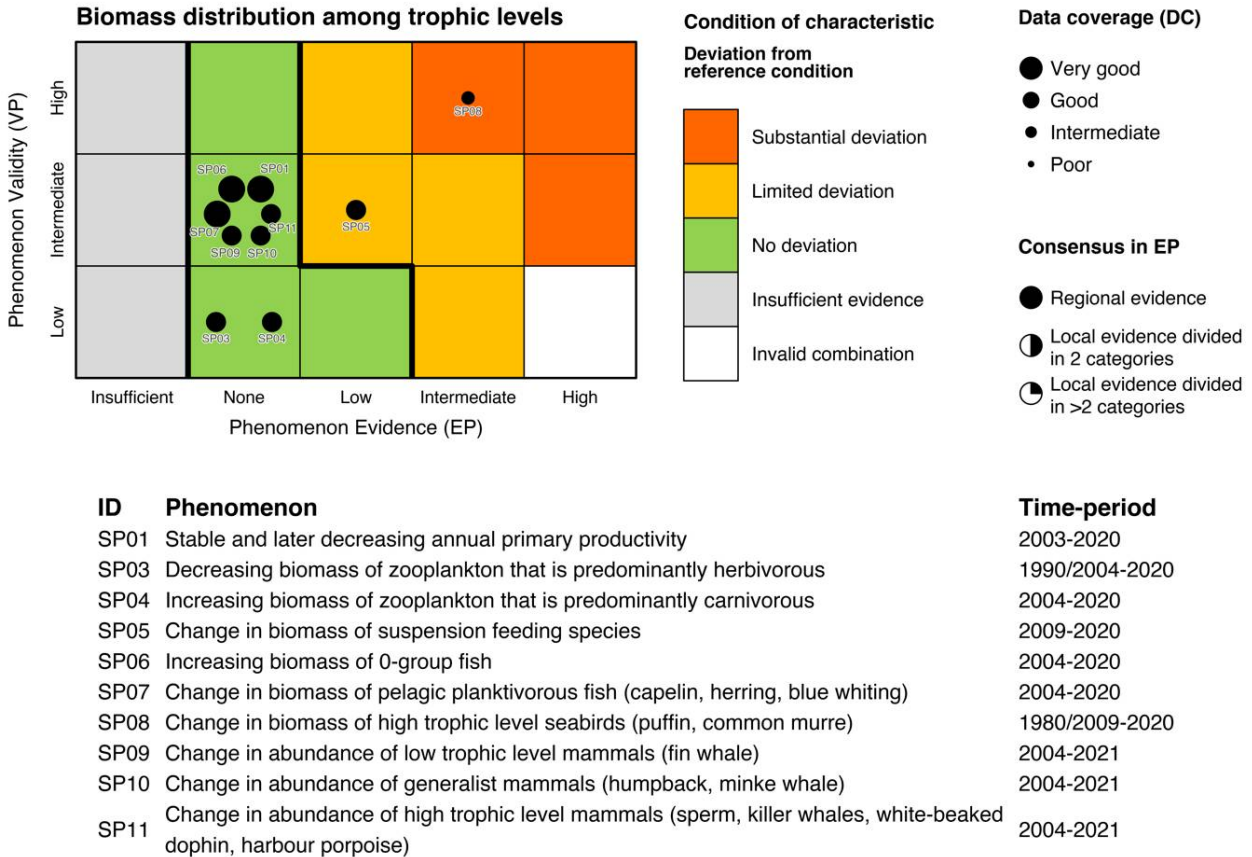 Biomass distribution among trophic levels
Phenomenon Validity (VP)
High
Intermediate
Low
SP08
SP06
SP01
SP07
SP11
SP09
SP10
SP05
SP03
SP04
Insufficient
None
Low
Intermediate
High
Phenomenon Evidence (EP)
Condition of characteristic
Deviation from
reference condition
Substantial deviation
Limited deviation
No deviation
Insufficient evidence
Invalid combination
Data coverage (DC)
Very good
Good
Intermediate
Poor
Consensus in EP
Regional evidence
Local evidence divided
in 2 categories
Local evidence divided
in >2 categories
ID Phenomenon Time-period
SP01 Stable and later decreasing annual primary productivity 2003-2020
SP03 Decreasing biomass of zooplankton that is predominantly herbivorous 1990/2004-2020
SP04 Increasing biomass of zooplankton that is predominantly carnivorous 2004-2020
SP05 Change in biomass of suspension feeding species 2009-2020
SP06 Increasing biomass of 0-group fish 2004-2020
SP07 Change in biomass of pelagic planktivorous fish (capelin, herring, blue whiting) 2004-2020
SP08 Change in biomass of high trophic level seabirds (puffin, common murre) 1980/2009-2020
SP09 Change in abundance of low trophic level mammals (fin whale) 2004-2021
SP10 Change in abundance of generalist mammals (humpback, minke whale) 2004-2021
SP11 Change in abundance of high trophic level mammals (sperm, killer whales, white-beaked 2004-2021
dophin, harbour porpoise)